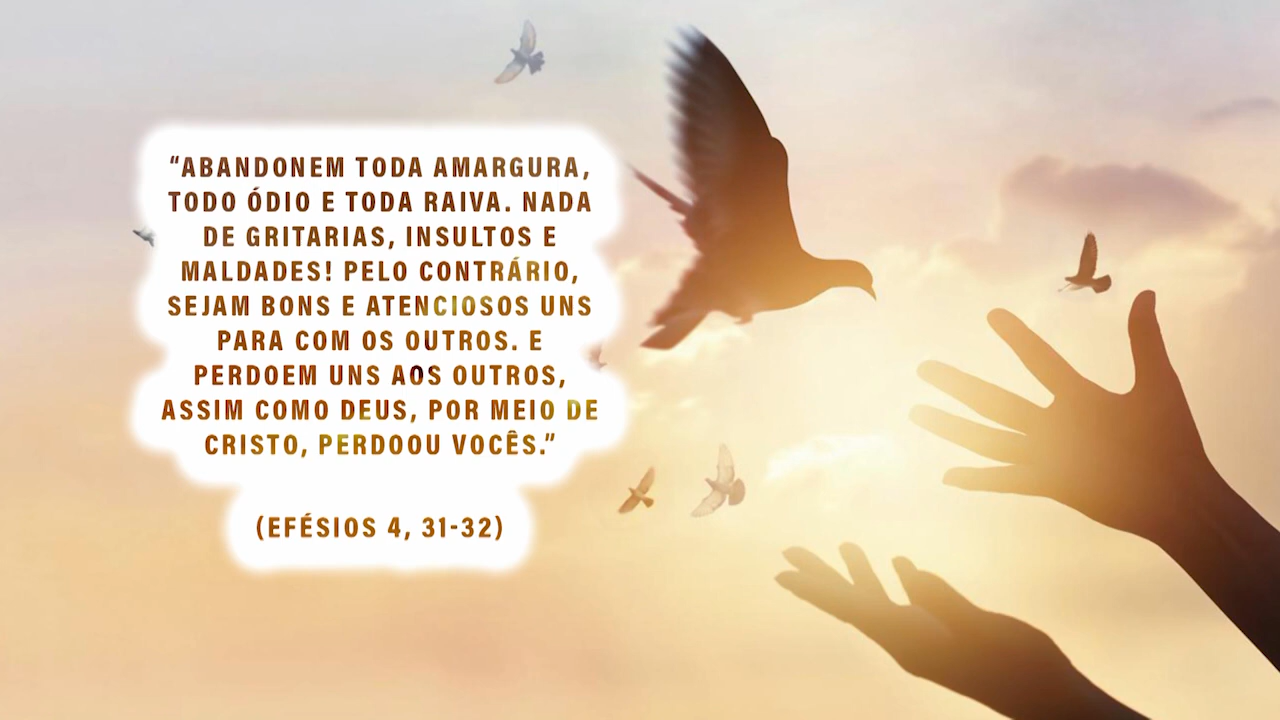 “ABANDONEM TODA AMARGURA,
TODO ÓDIO E TODA RAIVA. NADA
DE GRITARIAS, INSULTOS E
MALDADES! PELO CONTRÁRIO,
SEJAM BONS E ATENCIOSOS UNS
PARA COM OS OUTROS. E
PERDOEM UNS AOS OUTROS,
ASSIM COMO DEUS, POR MEIO DE
CRISTO, PERDOOU VOCÊS.”
(EFÉSIOS 4, 31-32)